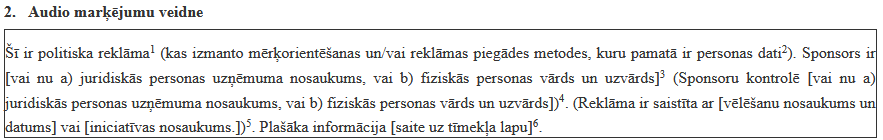 2. Audio marķējumu veidne
Šī ir politiska reklāma¹ (kas izmanto mērķorientēšanas un/vai reklāmas piegādes metodes, kuru pamatā ir personas dati²). Sponsors ir
[vai nu a) juridiskās personas uzņēmuma nosaukums, vai b) fiziskās personas vārds un uzvārds]³ (Sponsoru kontrolē [vai nu a)
juridiskās personas uzņēmuma nosaukums, vai b) fiziskās personas vārds un uzvārds])⁴. (Reklāma ir saistīta ar [vēlēšanu nosaukums un
datums] vai [iniciatīvas nosaukums.])⁵. Plašāka informācija [saite uz tīmekļa lapu]⁶.